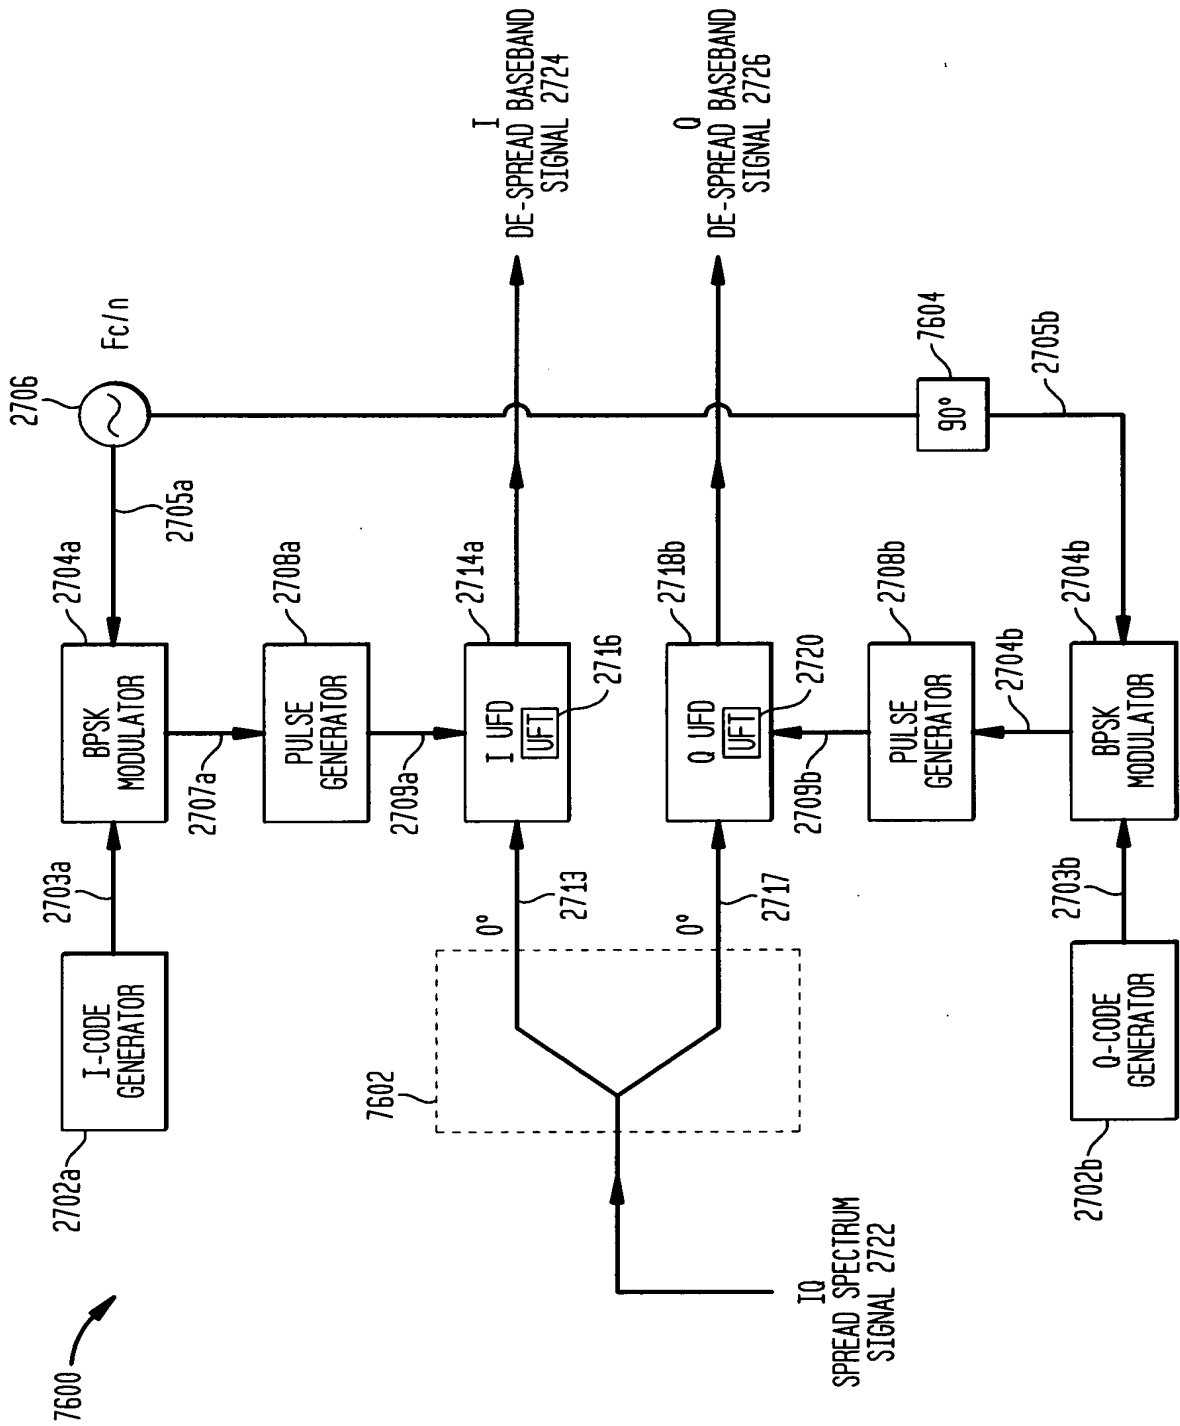 7600
2702a
I-CODE
GENERATOR
2703a
2704a
BPSK
MODULATOR
2705a
2706
Fc/n
2707a
2708a
PULSE
GENERATOR
2709a
7602
0°
2713
2714a
I UFD
UFT
2716
I
DE-SPREAD BASEBAND
SIGNAL 2724
IQ
SPREAD SPECTRUM
SIGNAL 2722
0°
2717
2718b
Q UFD
UFT
2720
Q
DE-SPREAD BASEBAND
SIGNAL 2726
2709b
2708b
PULSE
GENERATOR
7604
90°
2705b
2704b
2704b
BPSK
MODULATOR
2703b
Q-CODE
GENERATOR
2702b